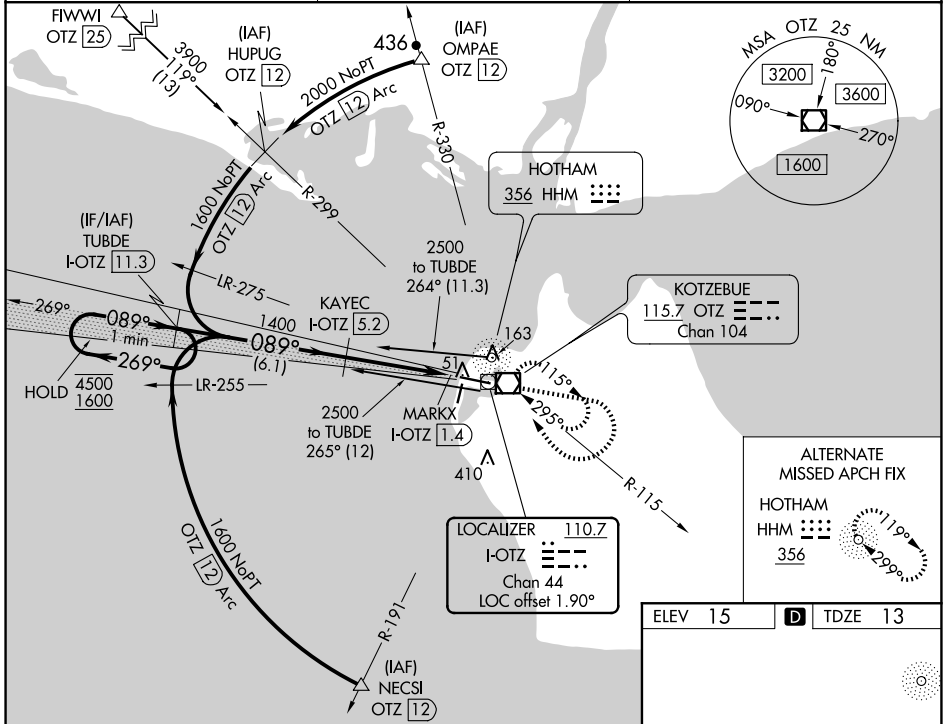 FIWWI
OTZ 25
3900
119°
(13)
(IAF)
HUPUG
OTZ 12
436
(IAF)
OMPAE
OTZ 12
2000 NoPT
OTZ 12 Arc
R-330
R-299
MSA OTZ 25 NM
3200
180°
3600
090°
270°
1600
HOTHAM
356 HHM
1600 NoPT
OTZ 12 Arc
(IF/IAF)
TUBDE
I-OTZ 11.3
LR-275
2500
to TUBDE
264° (11.3)
KOTZEBUE
115.7 OTZ
Chan 104
KAYEC
I-OTZ 5.2
1400
163
269°
089°
1 min
269°
089°
(6.1)
51
115°
295°
HOLD
4500
1600
LR-255
2500
to TUBDE
265° (12)
MARKX
I-OTZ 1.4
410
R-115
ALTERNATE
MISSED APCH FIX
HOTHAM
HHM
356
119°
299°
LOCALIZER 110.7
I-OTZ
Chan 44
LOC offset 1.90°
1600 NoPT
OTZ 12 Arc
R-191
(IAF)
NECSI
OTZ 12
ELEV 15 D TDZE 13